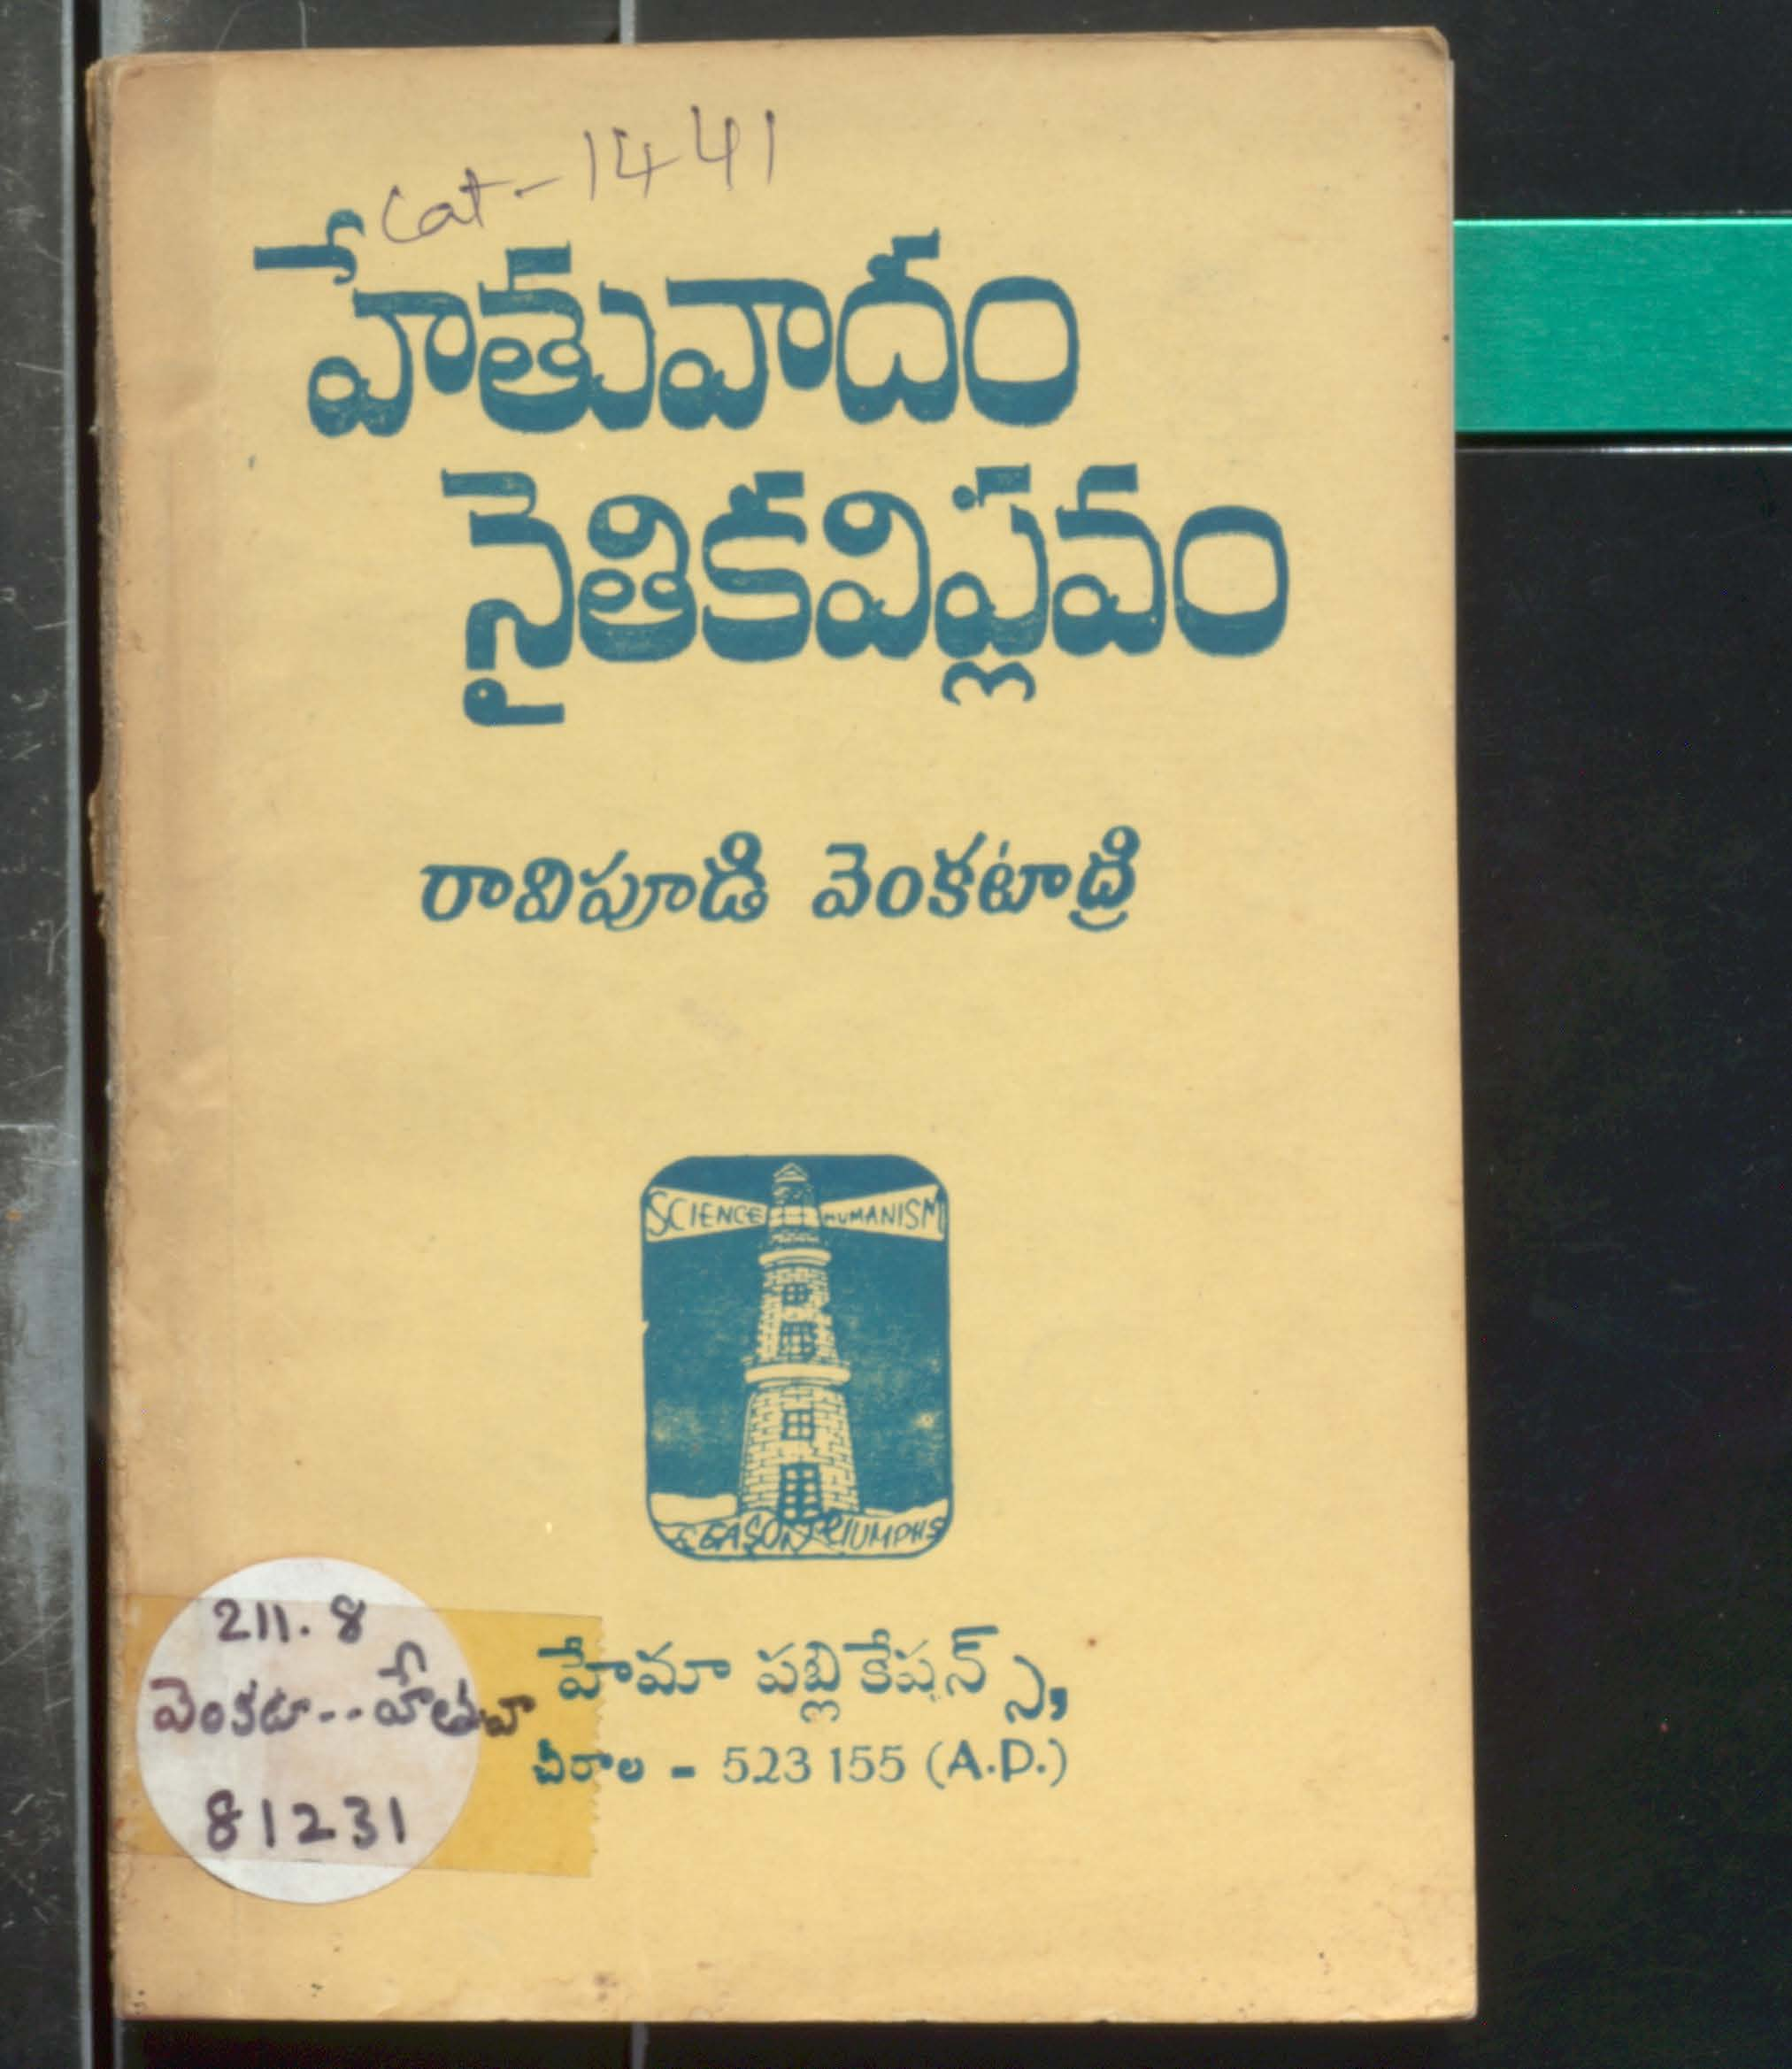 Cat - 1441
హేతువాదం
నైతికవిప్లవం
రావిపూడి వెంకటాద్రి
SCIENCE HUMANISM
REASON TRIUMPHS
211.8
వెంకటా--హేతువా
81231
హేమా పబ్లికేషన్స్,
చీరాల - 523 155 (A.P.)